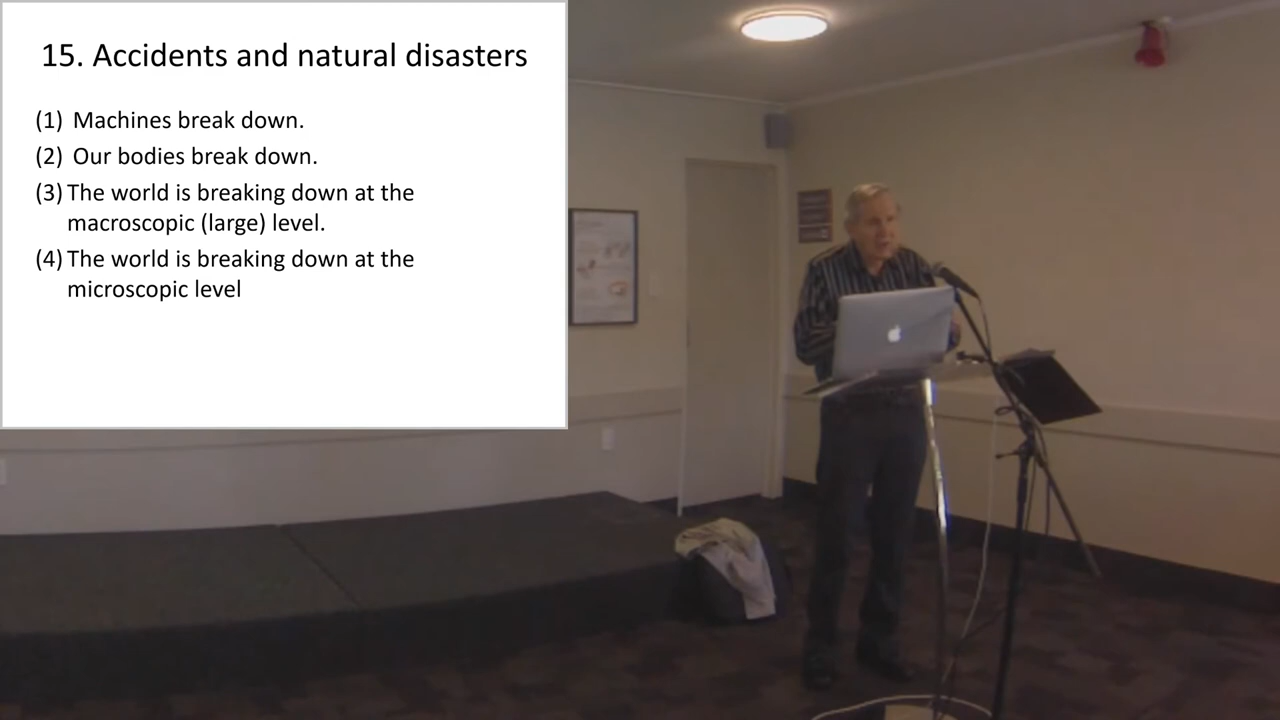 15. Accidents and natural disasters
(1) Machines break down.
(2) Our bodies break down.
(3) The world is breaking down at the
macroscopic (large) level.
(4) The world is breaking down at the
microscopic level